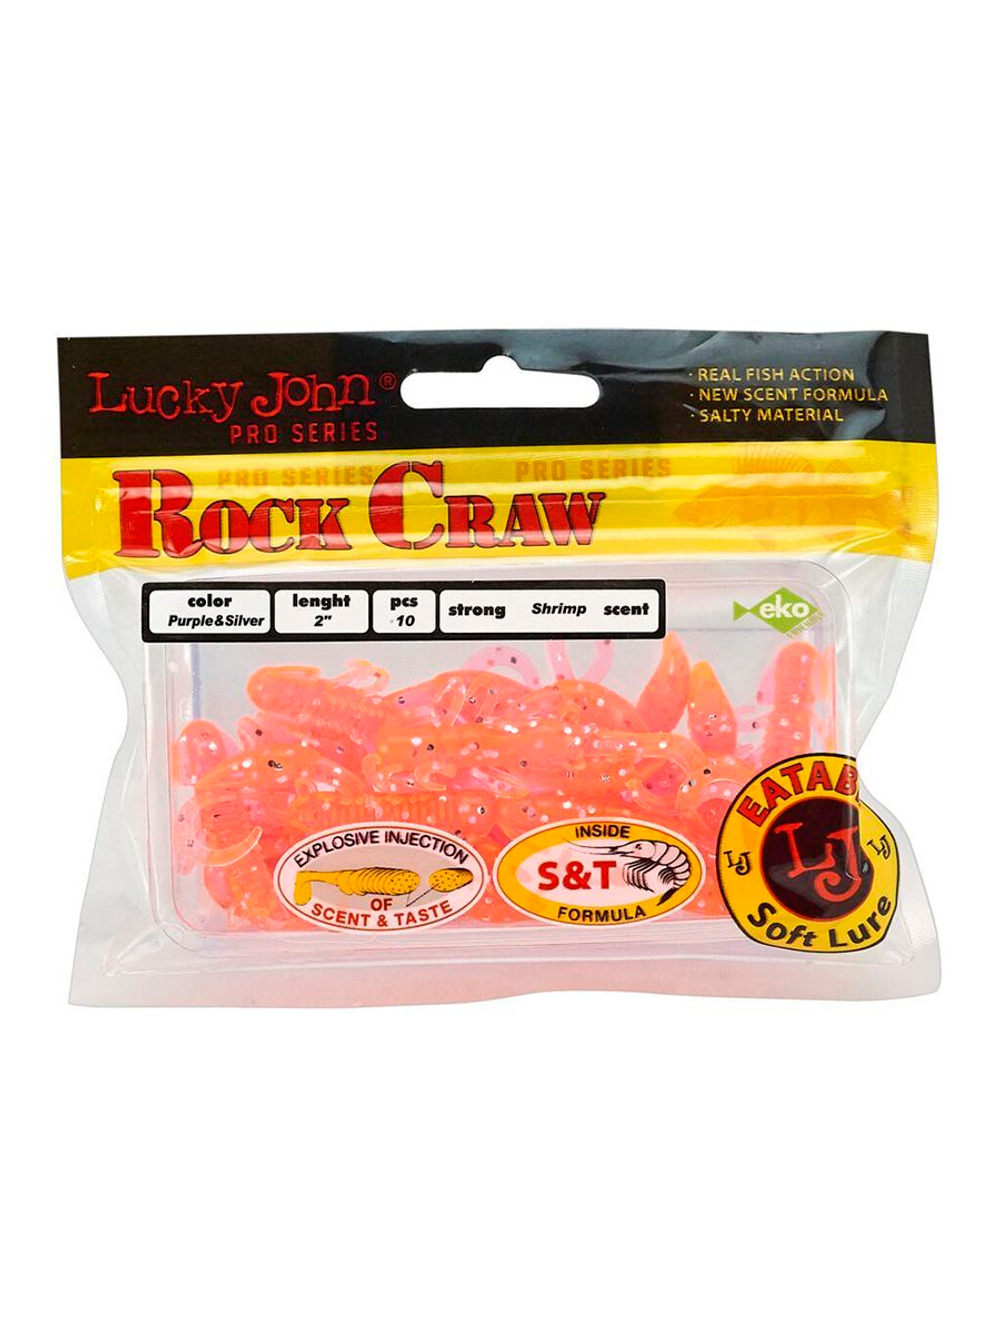 Lucky John®
PRO SERIES
· REAL FISH ACTION
· NEW SCENT FORMULA
· SALTY MATERIAL
PRO SERIES PRO SERIES
ROCK CRAW
color
Purple&Silver
lenght
2"
pcs
10
strong Shrimp scent
eko
EXPLOSIVE INJECTION
OF
SCENT & TASTE
INSIDE
S&T
FORMULA
EATAB
LJ LJ LJ
Soft Lure